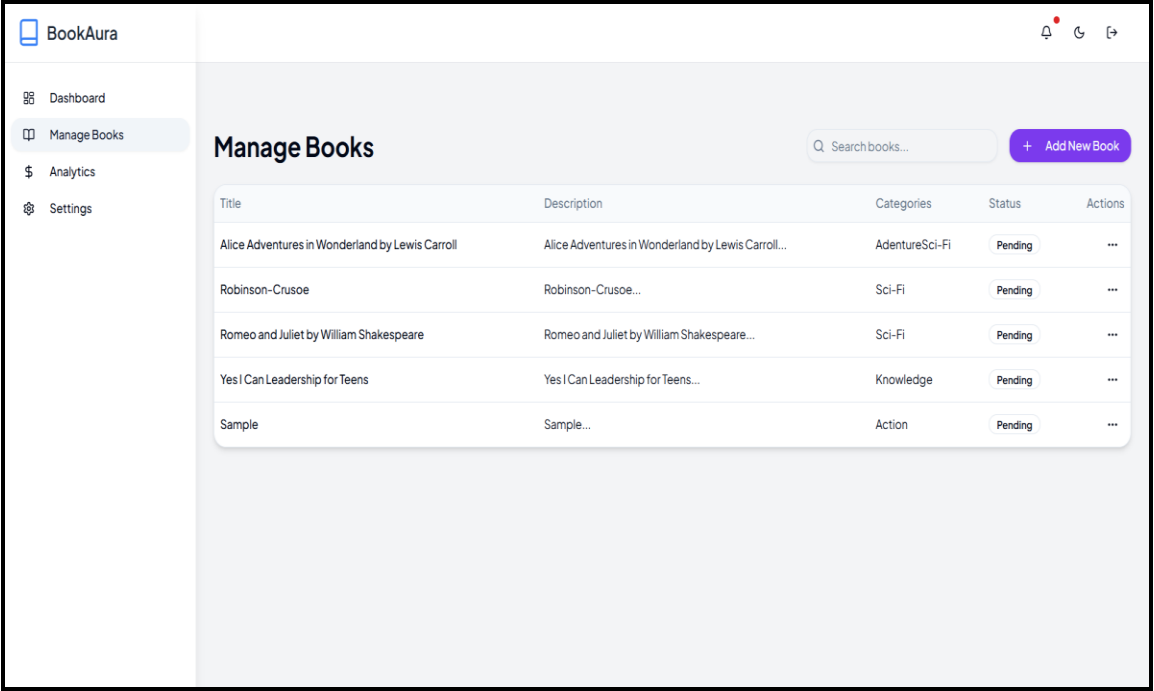 BookAura
Dashboard
Manage Books
Analytics
Settings
Manage Books
Search books...
+ Add New Book
Title Description Categories Status Actions
Alice Adventures in Wonderland by Lewis Carroll Alice Adventures in Wonderland by Lewis Carroll... AdentureSci-Fi Pending ...
Robinson-Crusoe Robinson-Crusoe... Sci-Fi Pending ...
Romeo and Juliet by William Shakespeare Romeo and Juliet by William Shakespeare... Sci-Fi Pending ...
Yes I Can Leadership for Teens Yes I Can Leadership for Teens... Knowledge Pending ...
Sample Sample... Action Pending ...